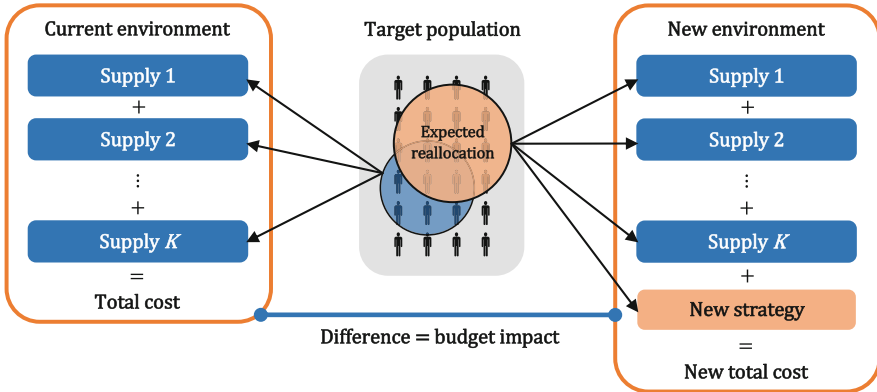 Current environment
Supply 1
+
Supply 2
⋮
+
Supply K
=
Total cost
Target population
Expected
reallocation
Difference = budget impact
New environment
Supply 1
+
Supply 2
⋮
+
Supply K
+
New strategy
=
New total cost